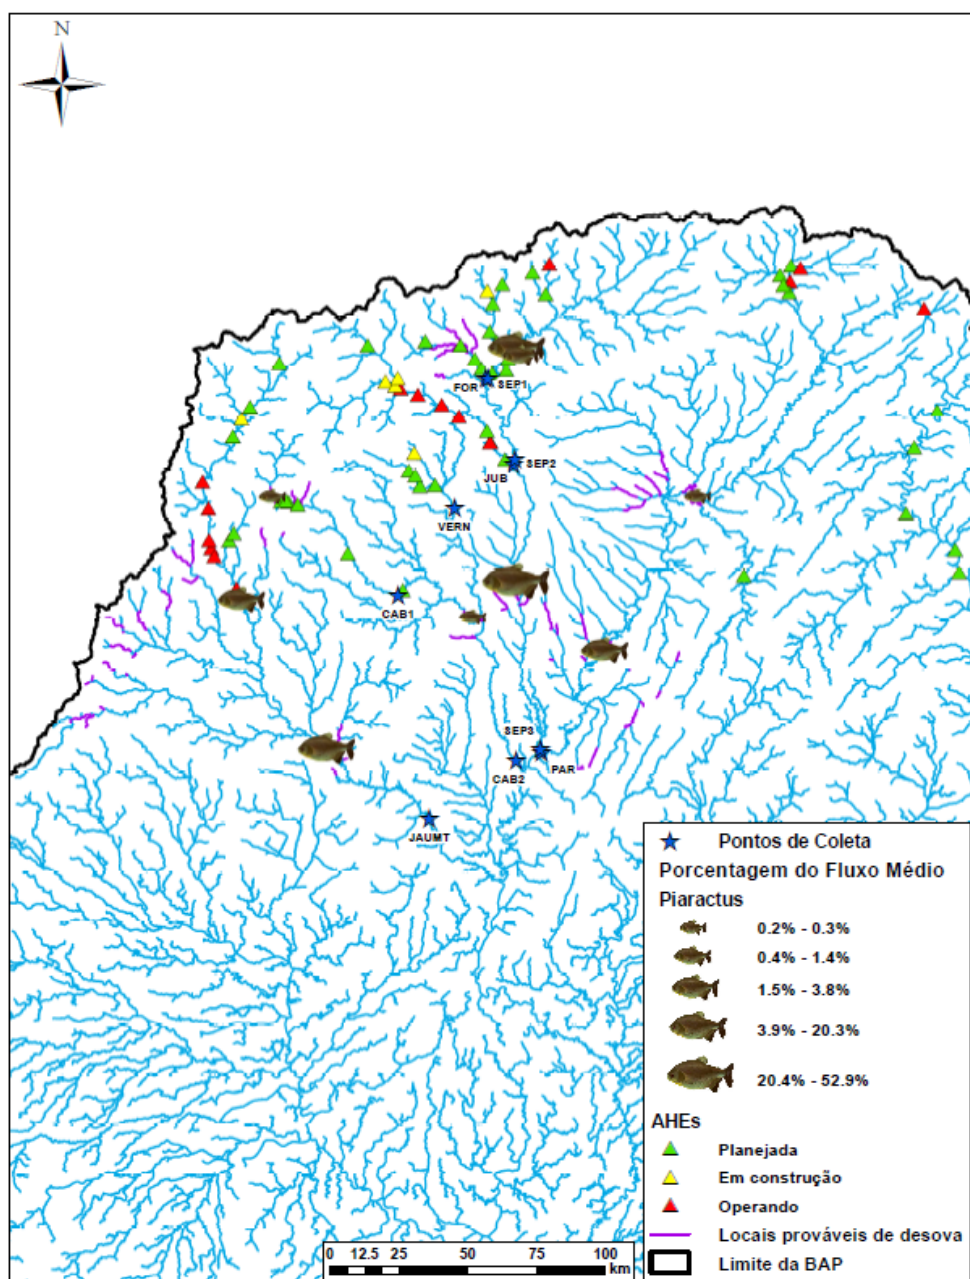 N
FOR
SEP1
SEP2
JUB
VERN
CAB1
SEP3
PAR
CAB2
JAUMT
Pontos de Coleta
Porcentagem do Fluxo Médio
Piaractus
0.2% - 0.3%
0.4% - 1.4%
1.5% - 3.8%
3.9% - 20.3%
20.4% - 52.9%
AHEs
Planejada
Em construção
Operando
Locais prováveis de desova
Limite da BAP
0 12.5 25 50 75 100
km